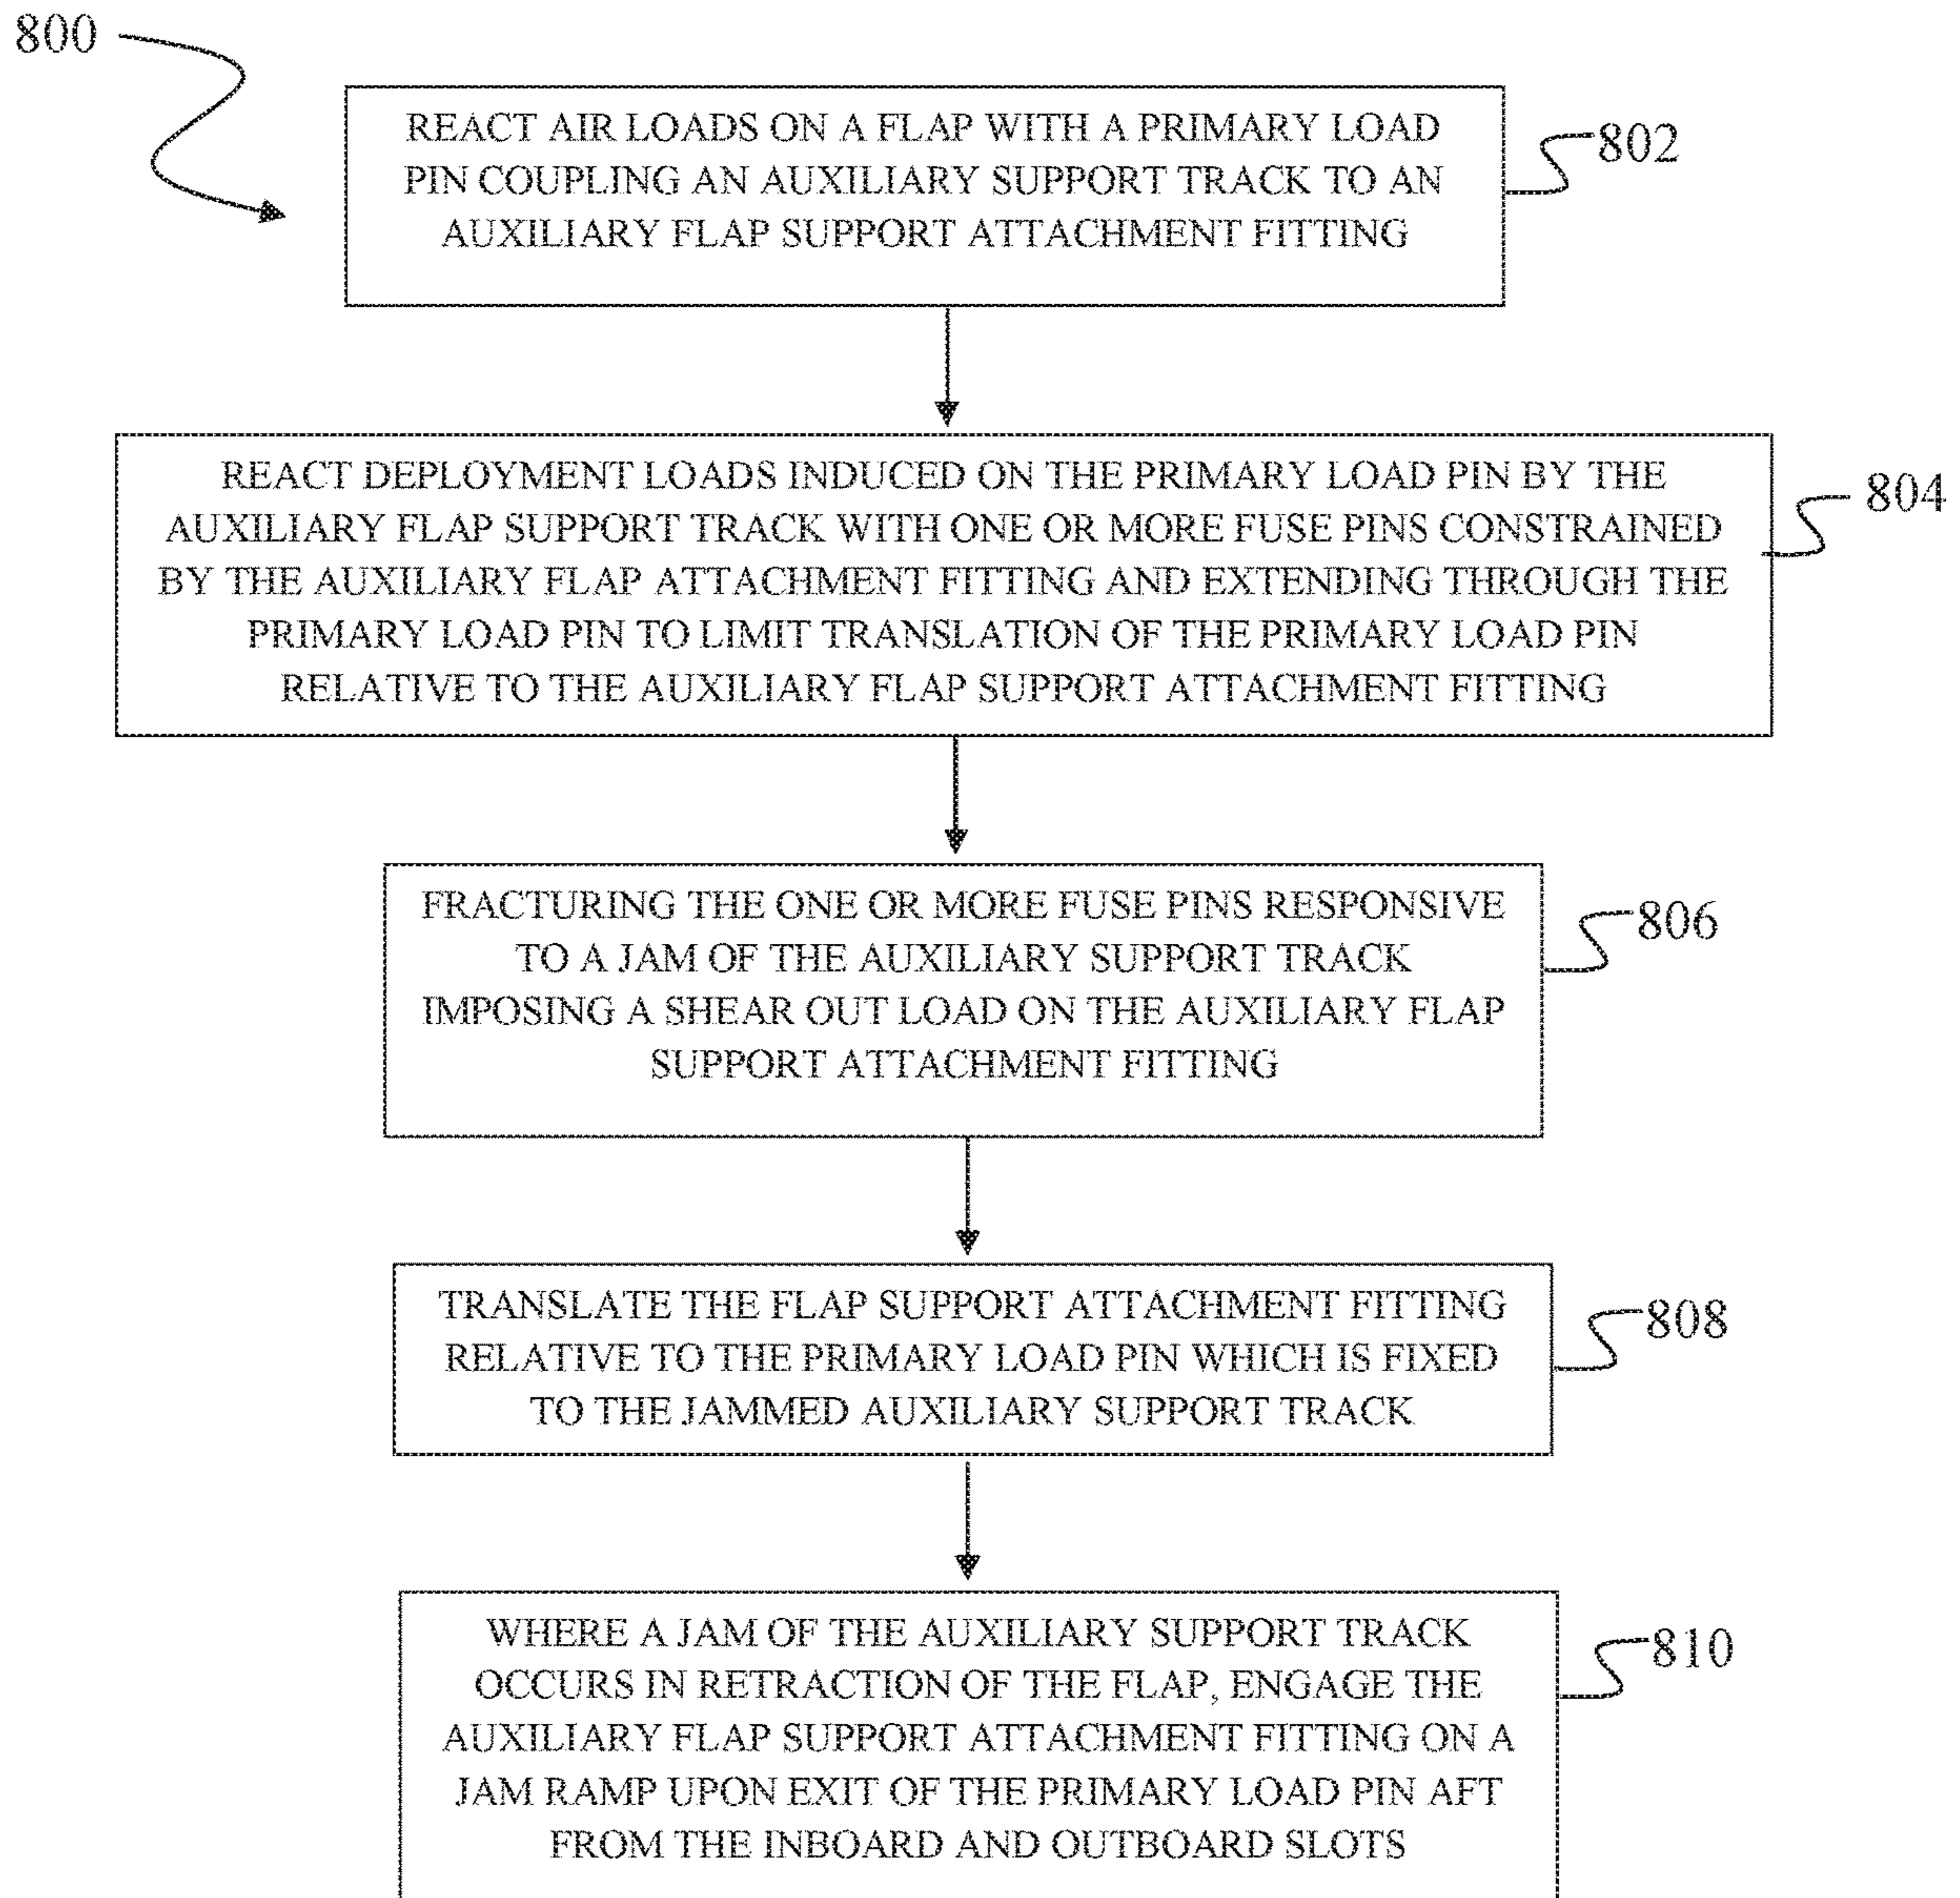 800
REACT AIR LOADS ON A FLAP WITH A PRIMARY LOAD
PIN COUPLING AN AUXILIARY SUPPORT TRACK TO AN
AUXILIARY FLAP SUPPORT ATTACHMENT FITTING
802
REACT DEPLOYMENT LOADS INDUCED ON THE PRIMARY LOAD PIN BY THE
AUXILIARY FLAP SUPPORT TRACK WITH ONE OR MORE FUSE PINS CONSTRAINED
BY THE AUXILIARY FLAP ATTACHMENT FITTING AND EXTENDING THROUGH THE
PRIMARY LOAD PIN TO LIMIT TRANSLATION OF THE PRIMARY LOAD PIN
RELATIVE TO THE AUXILIARY FLAP SUPPORT ATTACHMENT FITTING
804
FRACTURING THE ONE OR MORE FUSE PINS RESPONSIVE
TO A JAM OF THE AUXILIARY SUPPORT TRACK
IMPOSING A SHEAR OUT LOAD ON THE AUXILIARY FLAP
SUPPORT ATTACHMENT FITTING
806
TRANSLATE THE FLAP SUPPORT ATTACHMENT FITTING
RELATIVE TO THE PRIMARY LOAD PIN WHICH IS FIXED
TO THE JAMMED AUXILIARY SUPPORT TRACK
808
WHERE A JAM OF THE AUXILIARY SUPPORT TRACK
OCCURS IN RETRACTION OF THE FLAP, ENGAGE THE
AUXILIARY FLAP SUPPORT ATTACHMENT FITTING ON A
JAM RAMP UPON EXIT OF THE PRIMARY LOAD PIN AFT
FROM THE INBOARD AND OUTBOARD SLOTS
810